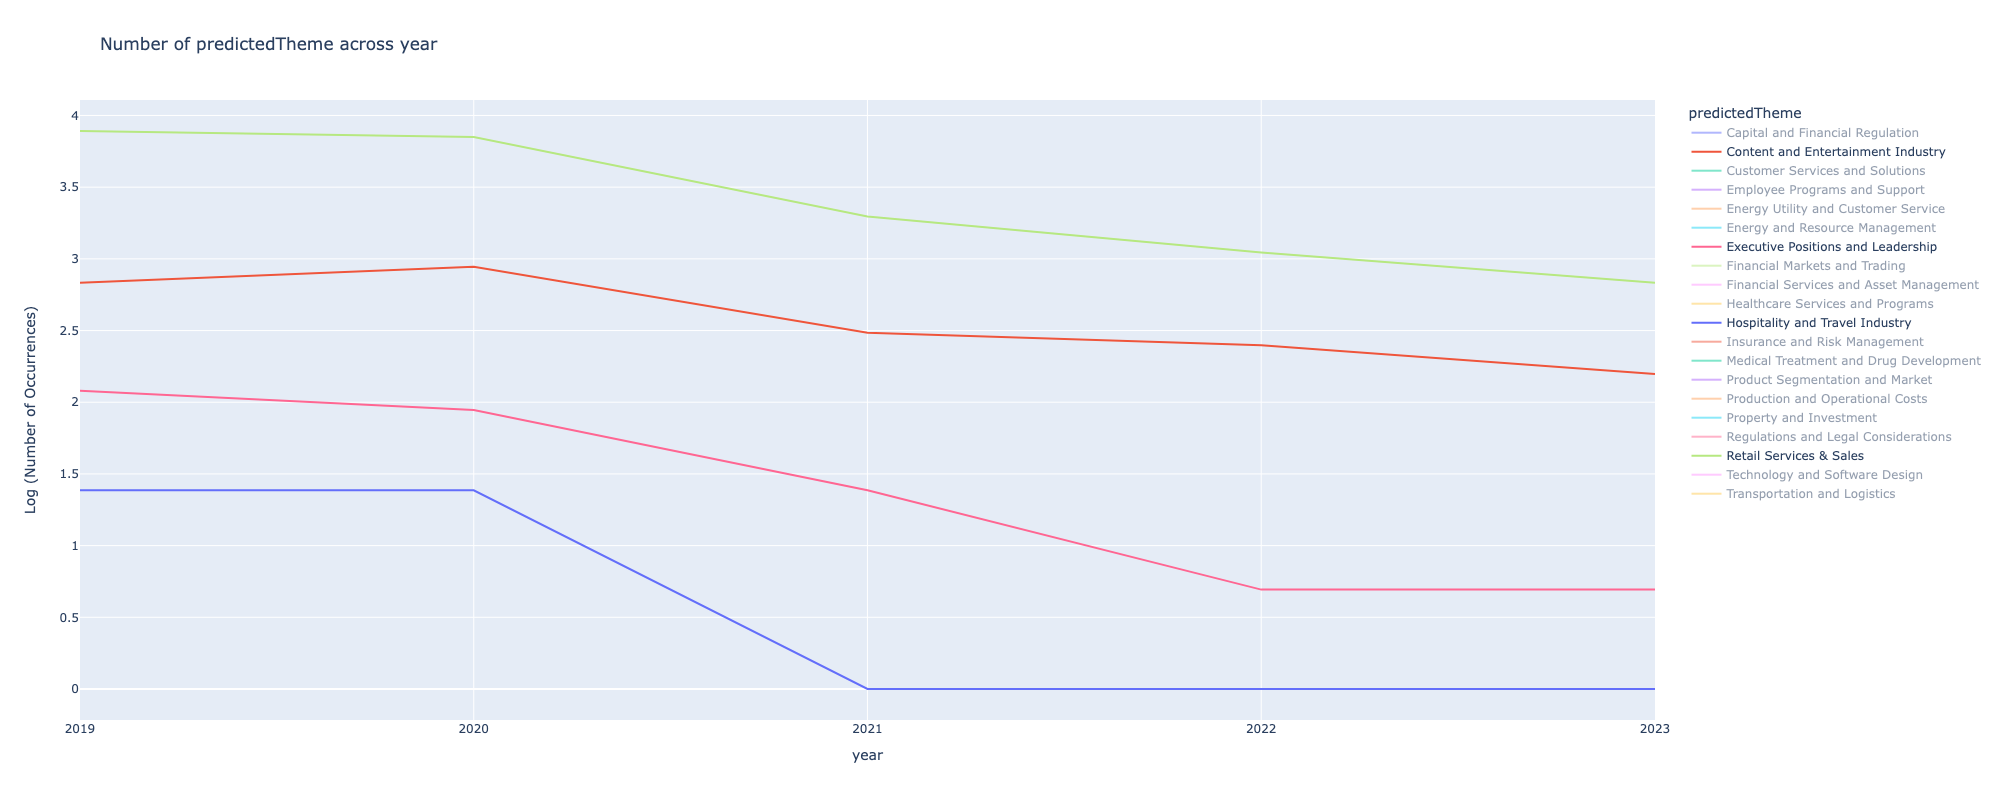 Number of predictedTheme across year
Log (Number of Occurrences)
4
3.5
3
2.5
2
1.5
1
0.5
0
2019
2020
2021
2022
2023
year
predictedTheme
Capital and Financial Regulation
Content and Entertainment Industry
Customer Services and Solutions
Employee Programs and Support
Energy Utility and Customer Service
Energy and Resource Management
Executive Positions and Leadership
Financial Markets and Trading
Financial Services and Asset Management
Healthcare Services and Programs
Hospitality and Travel Industry
Insurance and Risk Management
Medical Treatment and Drug Development
Product Segmentation and Market
Production and Operational Costs
Property and Investment
Regulations and Legal Considerations
Retail Services & Sales
Technology and Software Design
Transportation and Logistics